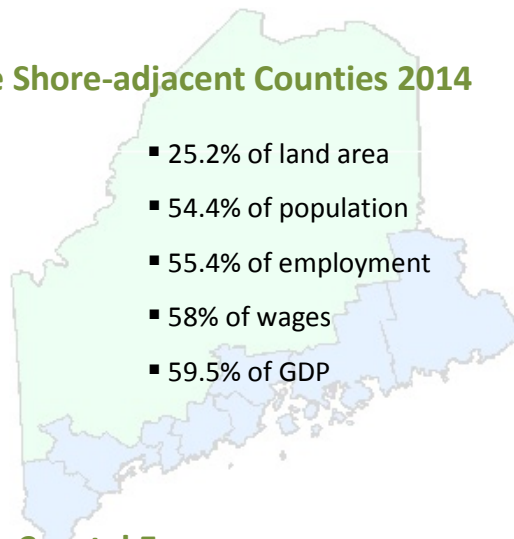 Shore-adjacent Counties 2014
▪ 25.2% of land area
▪ 54.4% of population
▪ 55.4% of employment
▪ 58% of wages
▪ 59.5% of GDP